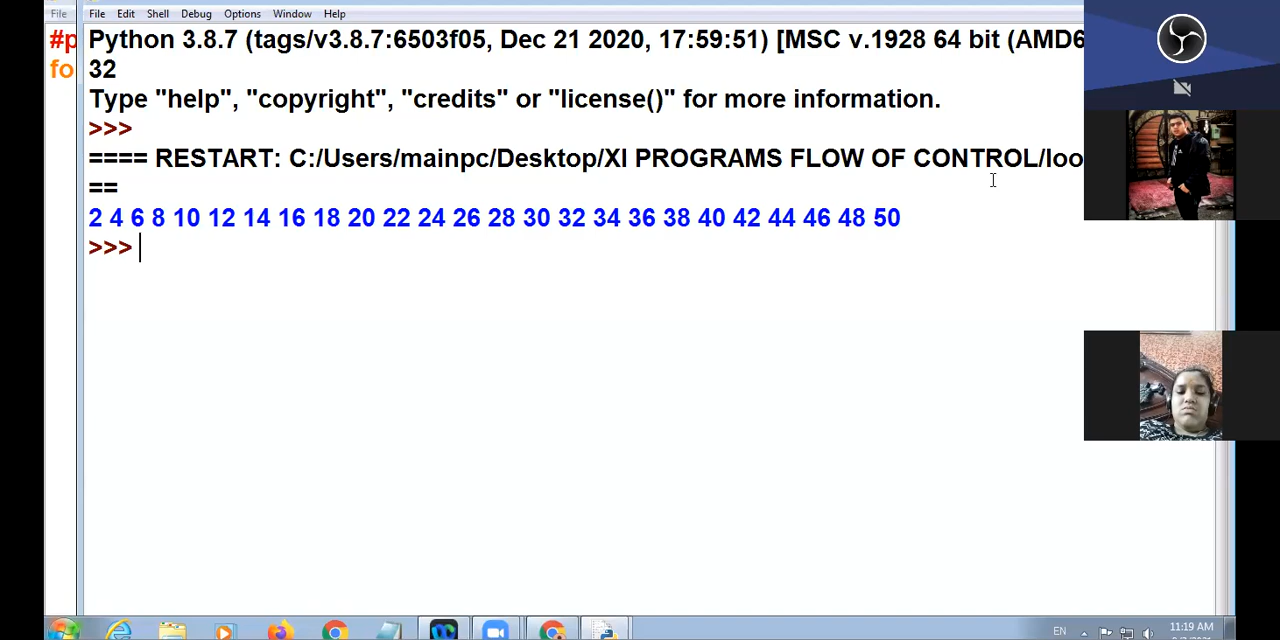 File
#p
fo
File Edit Shell Debug Options Window Help
Python 3.8.7 (tags/v3.8.7:6503f05, Dec 21 2020, 17:59:51) [MSC v.1928 64 bit (AMD6
32
Type "help", "copyright", "credits" or "license()" for more information.
>>>
==== RESTART: C:/Users/mainpc/Desktop/XI PROGRAMS FLOW OF CONTROL/loo
==
2 4 6 8 10 12 14 16 18 20 22 24 26 28 30 32 34 36 38 40 42 44 46 48 50
>>>
EN
11:19 AM